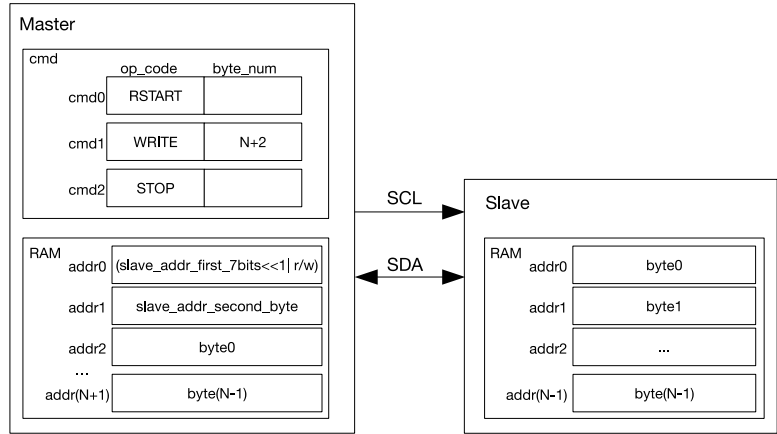 Master
cmd
op_code byte_num
cmd0 RSTART
cmd1 WRITE N+2
cmd2 STOP
RAM
addr0 (slave_addr_first_7bits<<1| r/w)
addr1 slave_addr_second_byte
addr2 byte0
...
addr(N+1) byte(N-1)
SCL
SDA
Slave
RAM
addr0 byte0
addr1 byte1
addr2 ...
addr(N-1) byte(N-1)